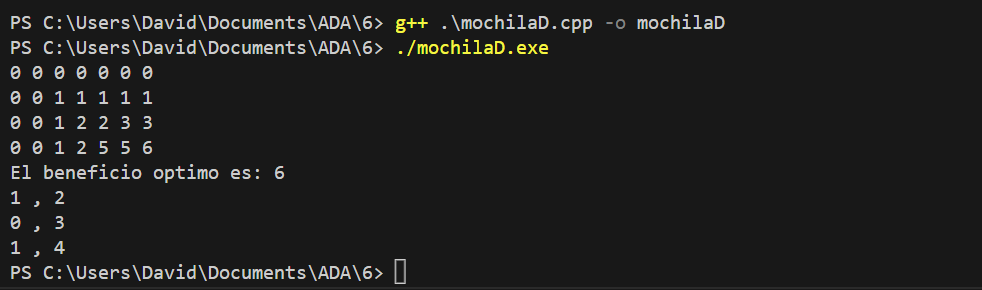 PS C:\Users\David\Documents\ADA\6> g++ .\mochilaD.cpp -o mochilaD
PS C:\Users\David\Documents\ADA\6> ./mochilaD.exe
0 0 0 0 0 0 0
0 0 1 1 1 1 1
0 0 1 2 2 3 3
0 0 1 2 5 5 6
El beneficio optimo es: 6
1 , 2
0 , 3
1 , 4
PS C:\Users\David\Documents\ADA\6>